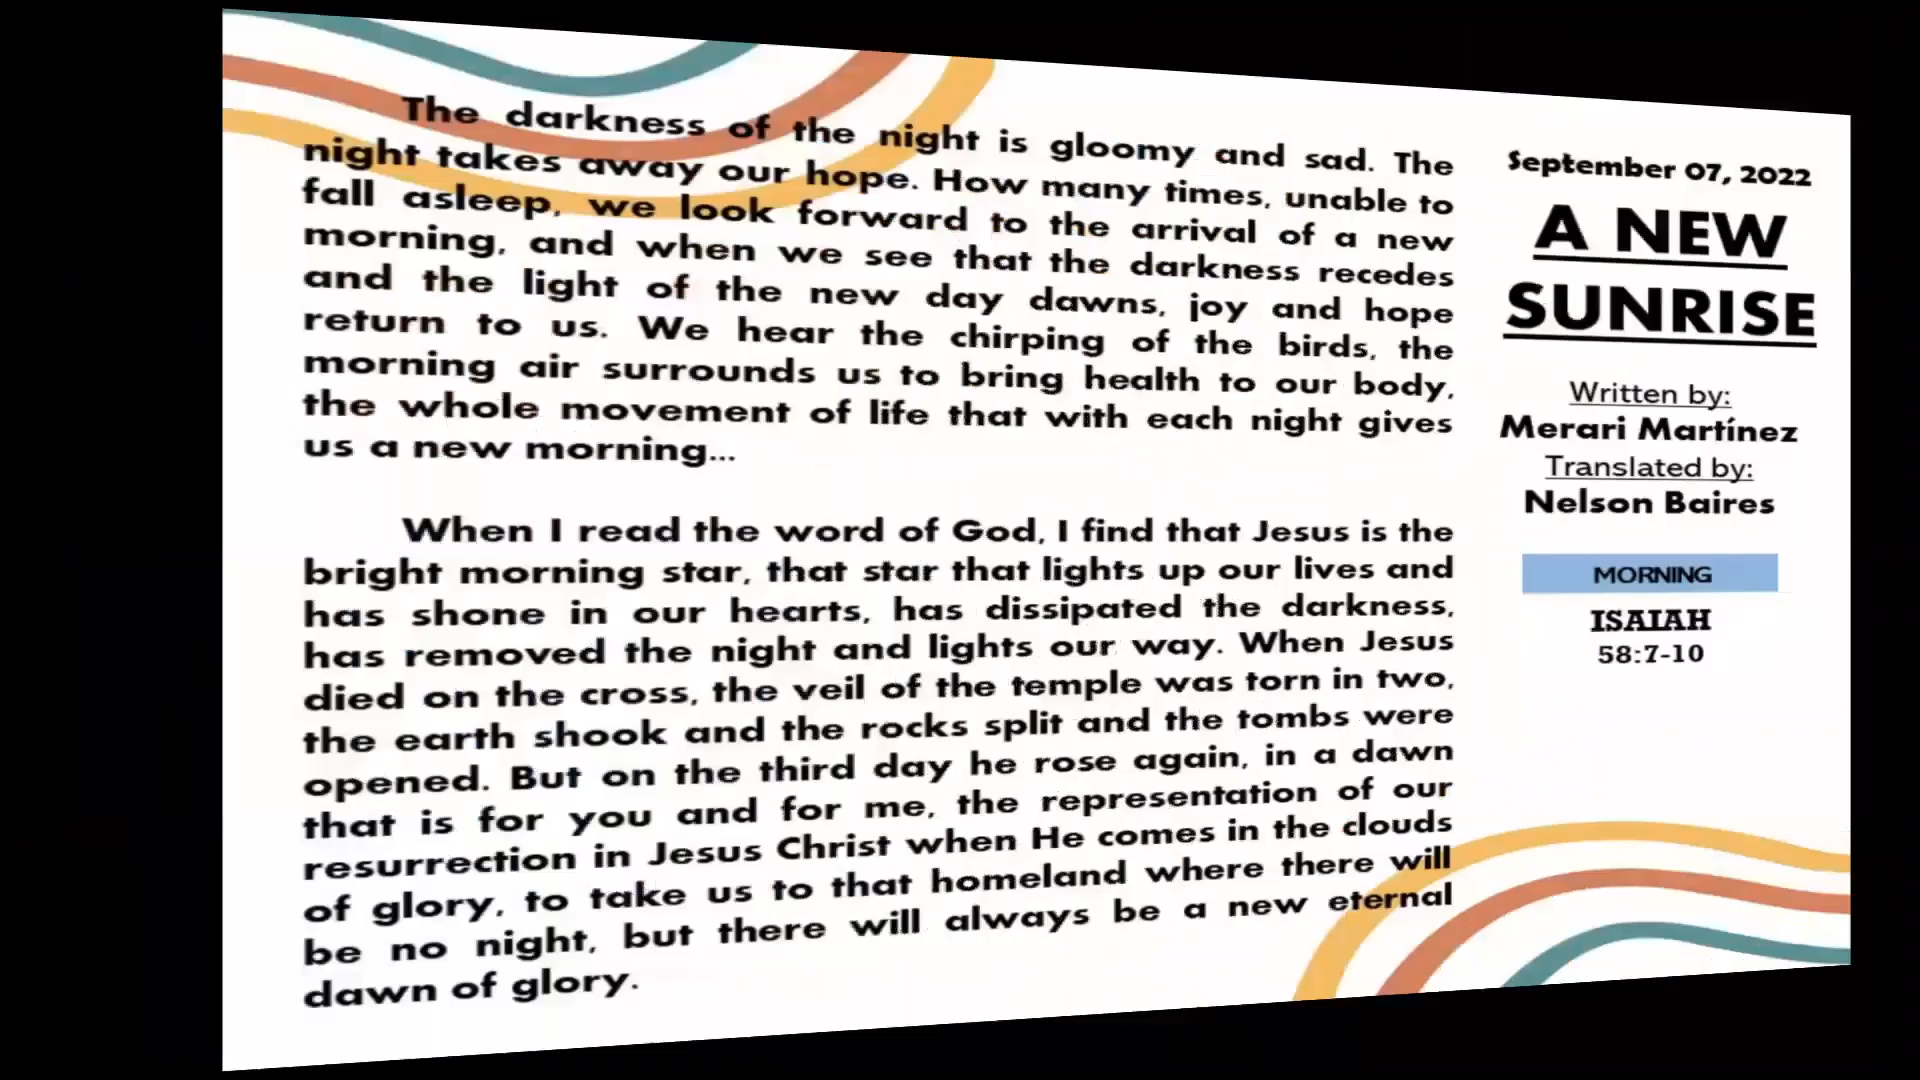 The darkness of the night is gloomy and sad. The
night takes away our hope. How many times, unable to
fall asleep, we look forward to the arrival of a new
morning, and when we see that the darkness recedes
and the light of the new day dawns, joy and hope
return to us. We hear the chirping of the birds, the
morning air surrounds us to bring health to our body,
the whole movement of life that with each night gives
us a new morning...
When I read the word of God, I find that Jesus is the
bright morning star, that star that lights up our lives and
has shone in our hearts, has dissipated the darkness,
has removed the night and lights our way. When Jesus
died on the cross, the veil of the temple was torn in two,
the earth shook and the rocks split and the tombs were
opened. But on the third day he rose again, in a dawn
that is for you and for me, the representation of our
resurrection in Jesus Christ when He comes in the clouds
of glory, to take us to that homeland where there will
be no night, but there will always be a new eternal
dawn of glory.
September 07, 2022
A NEW
SUNRISE
Written by:
Merari Martínez
Translated by:
Nelson Baires
MORNING
ISAIAH
58:7-10